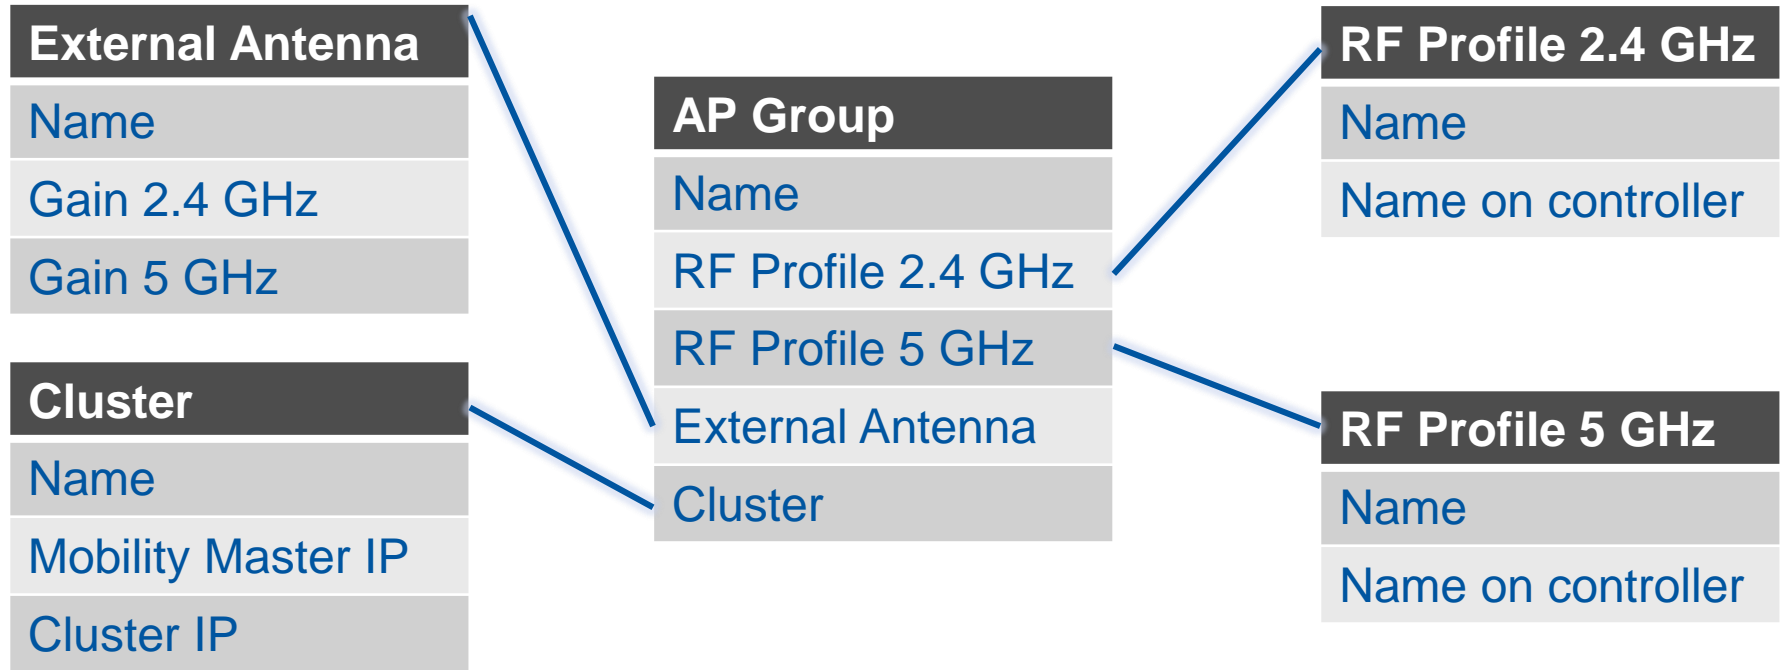 External Antenna
Name
Gain 2.4 GHz
Gain 5 GHz
Cluster
Name
Mobility Master IP
Cluster IP
AP Group
Name
RF Profile 2.4 GHz
RF Profile 5 GHz
External Antenna
Cluster
RF Profile 2.4 GHz
Name
Name on controller
RF Profile 5 GHz
Name
Name on controller